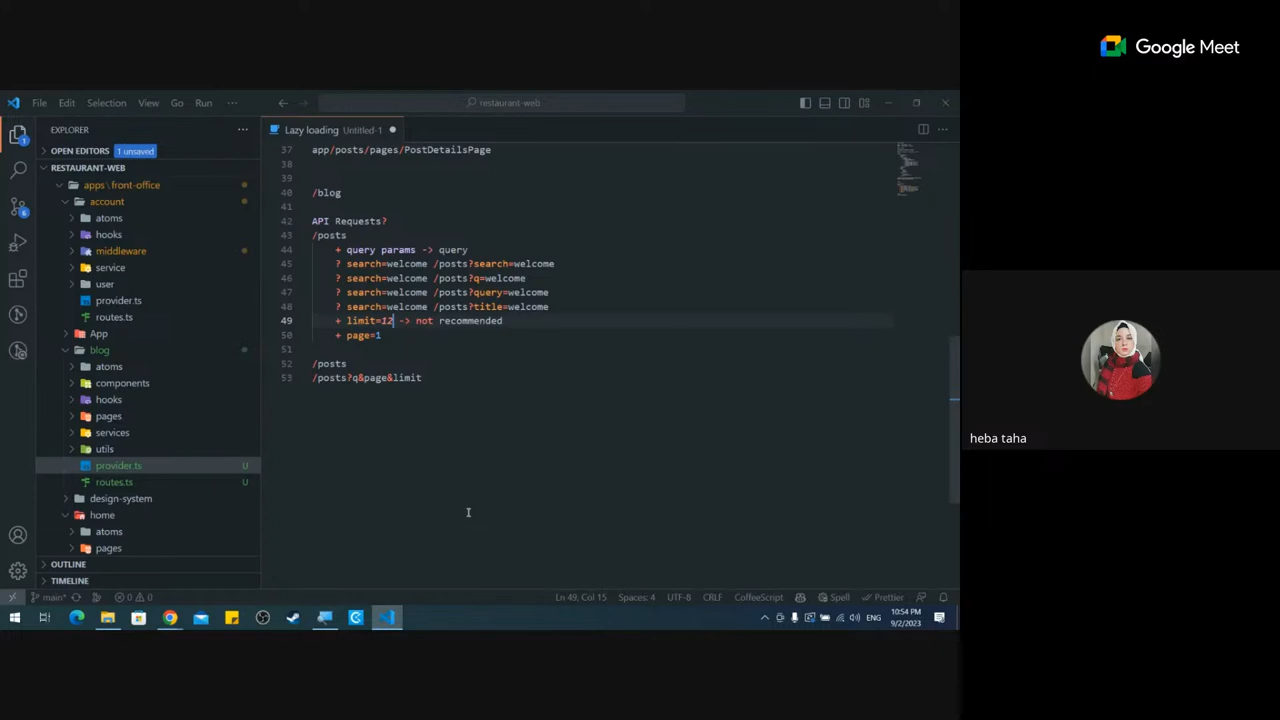 Google Meet
File Edit Selection View Go Run ···
restaurant-web
EXPLORER
Lazy loading Untitled-1
OPEN EDITORS 1 unsaved
RESTAURANT-WEB
apps\front-office
account
atoms
hooks
middleware
service
user
provider.ts
routes.ts
App
blog
atoms
components
hooks
pages
services
utils
provider.ts U
routes.ts U
design-system
home
atoms
pages
OUTLINE
TIMELINE
37 app/posts/pages/PostDetailsPage
38
39
40 /blog
41
42 API Requests?
43 /posts
44 + query params -> query
45 ? search=welcome /posts?search=welcome
46 ? search=welcome /posts?q=welcome
47 ? search=welcome /posts?query=welcome
48 ? search=welcome /posts?title=welcome
49 + limit=12 -> not recommended
50 + page=1
51
52 /posts
53 /posts?q&page&limit
heba taha
main* 0 0 Ln 49, Col 15 Spaces: 4 UTF-8 CRLF CoffeeScript Spell Prettier
ENG 10:54 PM
9/2/2023